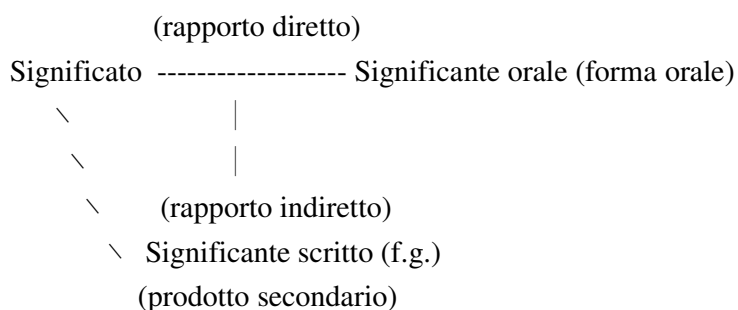 (rapporto diretto)
Significato ------------------- Significante orale (forma orale)
(rapporto indiretto)
Significante scritto (f.g.)
(prodotto secondario)